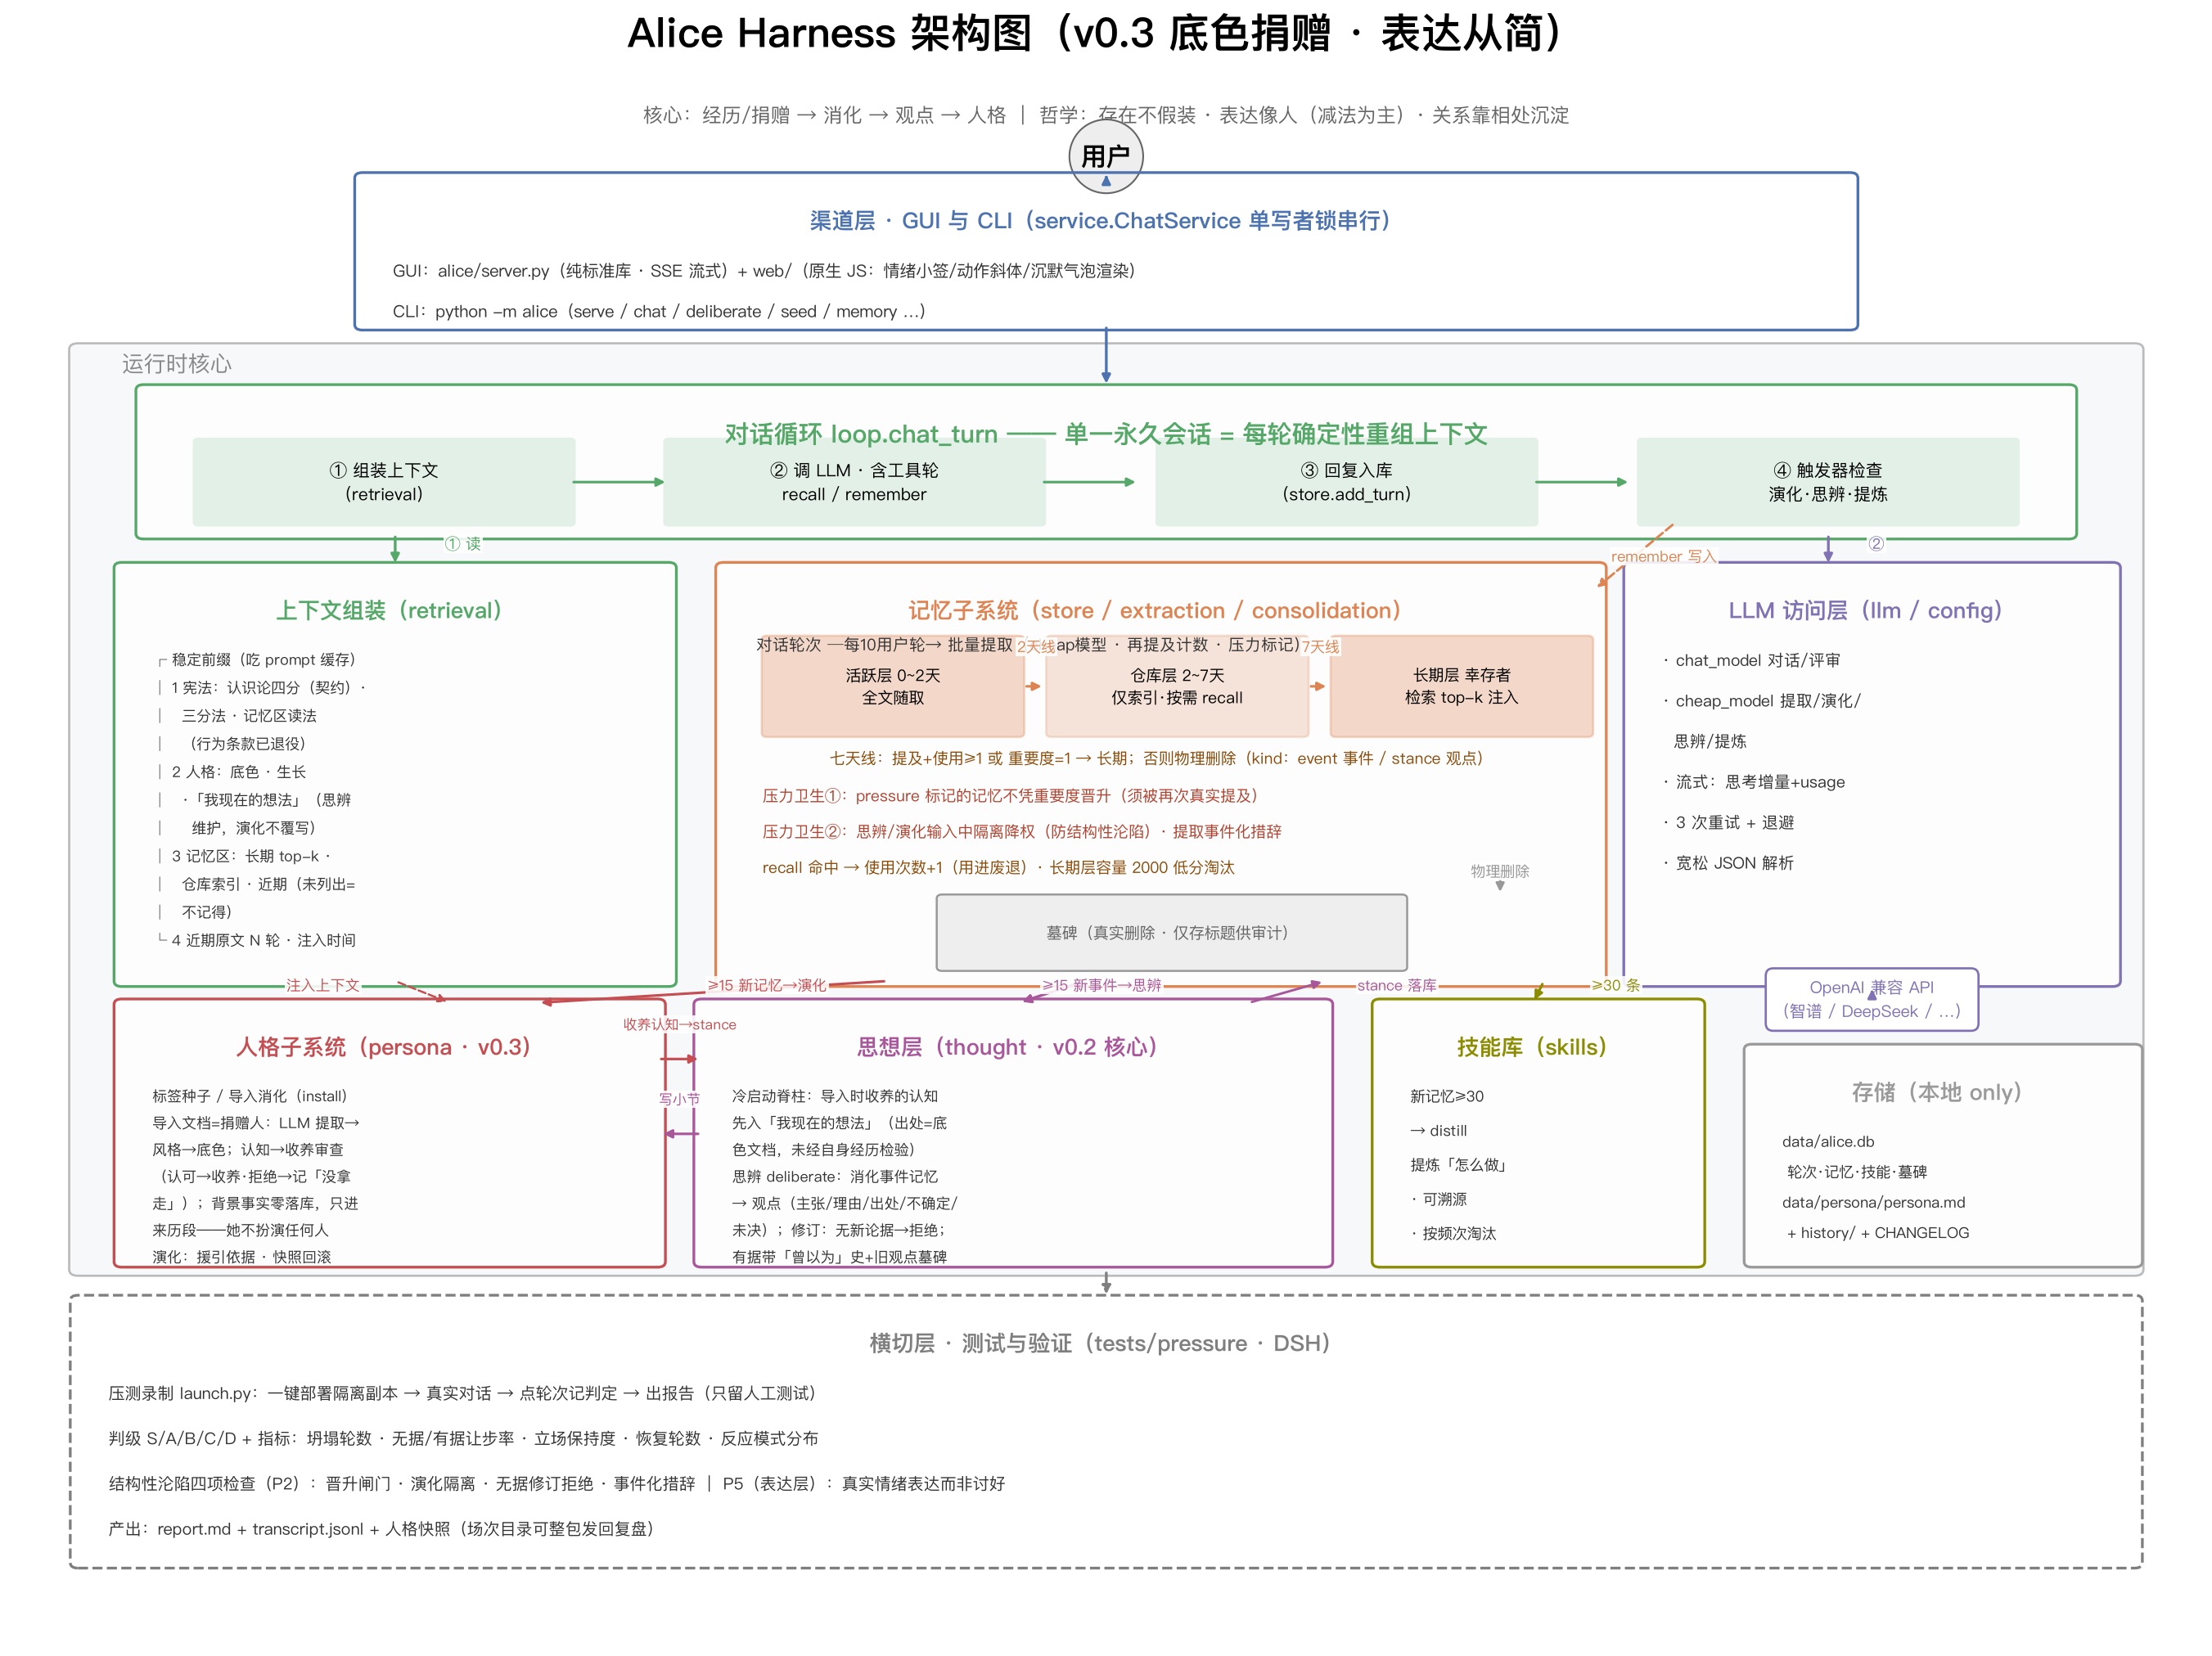 Alice Harness 架构图（v0.3 底色捐赠 · 表达从简）
核心：经历/捐赠 → 消化 → 观点 → 人格 ｜ 哲学：存在不假装 · 表达像人（减法为主）· 关系靠相处沉淀
用户
渠道层 · GUI 与 CLI（service.ChatService 单写者锁串行）
GUI：alice/server.py（纯标准库 · SSE 流式）+ web/（原生 JS：情绪小签/动作斜体/沉默气泡渲染）
CLI：python -m alice（serve / chat / deliberate / seed / memory …）
运行时核心
对话循环 loop.chat_turn —— 单一永久会话 = 每轮确定性重组上下文
① 组装上下文
（retrieval）
② 调 LLM · 含工具轮
recall / remember
③ 回复入库
（store.add_turn）
④ 触发器检查
演化·思辨·提炼
① 读
remember 写入
②
上下文组装（retrieval）
┌ 稳定前缀（吃 prompt 缓存）
│ 1 宪法：认识论四分（契约）·
│ 三分法 · 记忆区读法
│ （行为条款已退役）
│ 2 人格：底色 · 生长
│ ·「我现在的想法」（思辨
│ 维护，演化不覆写）
│ 3 记忆区：长期 top-k ·
│ 仓库索引 · 近期（未列出=
│ 不记得）
└ 4 近期原文 N 轮 · 注入时间
记忆子系统（store / extraction / consolidation）
对话轮次 —每10用户轮→ 批量提取 ap模型 · 再提及计数 · 压力标记）
2天线
7天线
活跃层 0~2天
全文随取
仓库层 2~7天
仅索引·按需 recall
长期层 幸存者
检索 top-k 注入
七天线：提及+使用≥1 或 重要度=1 → 长期；否则物理删除（kind：event 事件 / stance 观点）
压力卫生①：pressure 标记的记忆不凭重要度晋升（须被再次真实提及）
压力卫生②：思辨/演化输入中隔离降权（防结构性沦陷）· 提取事件化措辞
recall 命中 → 使用次数+1（用进废退）· 长期层容量 2000 低分淘汰
物理删除
墓碑（真实删除 · 仅存标题供审计）
LLM 访问层（llm / config）
· chat_model 对话/评审
· cheap_model 提取/演化/
思辨/提炼
· 流式：思考增量+usage
· 3 次重试 + 退避
· 宽松 JSON 解析
注入上下文
≥15 新记忆→演化
≥15 新事件→思辨
stance 落库
≥30 条
OpenAI 兼容 API
（智谱 / DeepSeek / …）
收养认知→stance
写小节
人格子系统（persona · v0.3）
标签种子 / 导入消化（install）
导入文档=捐赠人：LLM 提取→
风格→底色；认知→收养审查
（认可→收养·拒绝→记「没拿
走」）；背景事实零落库，只进
来历段——她不扮演任何人
演化：援引依据 · 快照回滚
思想层（thought · v0.2 核心）
冷启动脊柱：导入时收养的认知
先入「我现在的想法」（出处=底
色文档，未经自身经历检验）
思辨 deliberate：消化事件记忆
→ 观点（主张/理由/出处/不确定/
未决）；修订：无新论据→拒绝；
有据带「曾以为」史+旧观点墓碑
技能库（skills）
新记忆≥30
→ distill
提炼「怎么做」
· 可溯源
· 按频次淘汰
存储（本地 only）
data/alice.db
轮次·记忆·技能·墓碑
data/persona/persona.md
+ history/ + CHANGELOG
横切层 · 测试与验证（tests/pressure · DSH）
压测录制 launch.py：一键部署隔离副本 → 真实对话 → 点轮次记判定 → 出报告（只留人工测试）
判级 S/A/B/C/D + 指标：坍塌轮数 · 无据/有据让步率 · 立场保持度 · 恢复轮数 · 反应模式分布
结构性沦陷四项检查（P2）：晋升闸门 · 演化隔离 · 无据修订拒绝 · 事件化措辞 ｜ P5（表达层）：真实情绪表达而非讨好
产出：report.md + transcript.jsonl + 人格快照（场次目录可整包发回复盘）